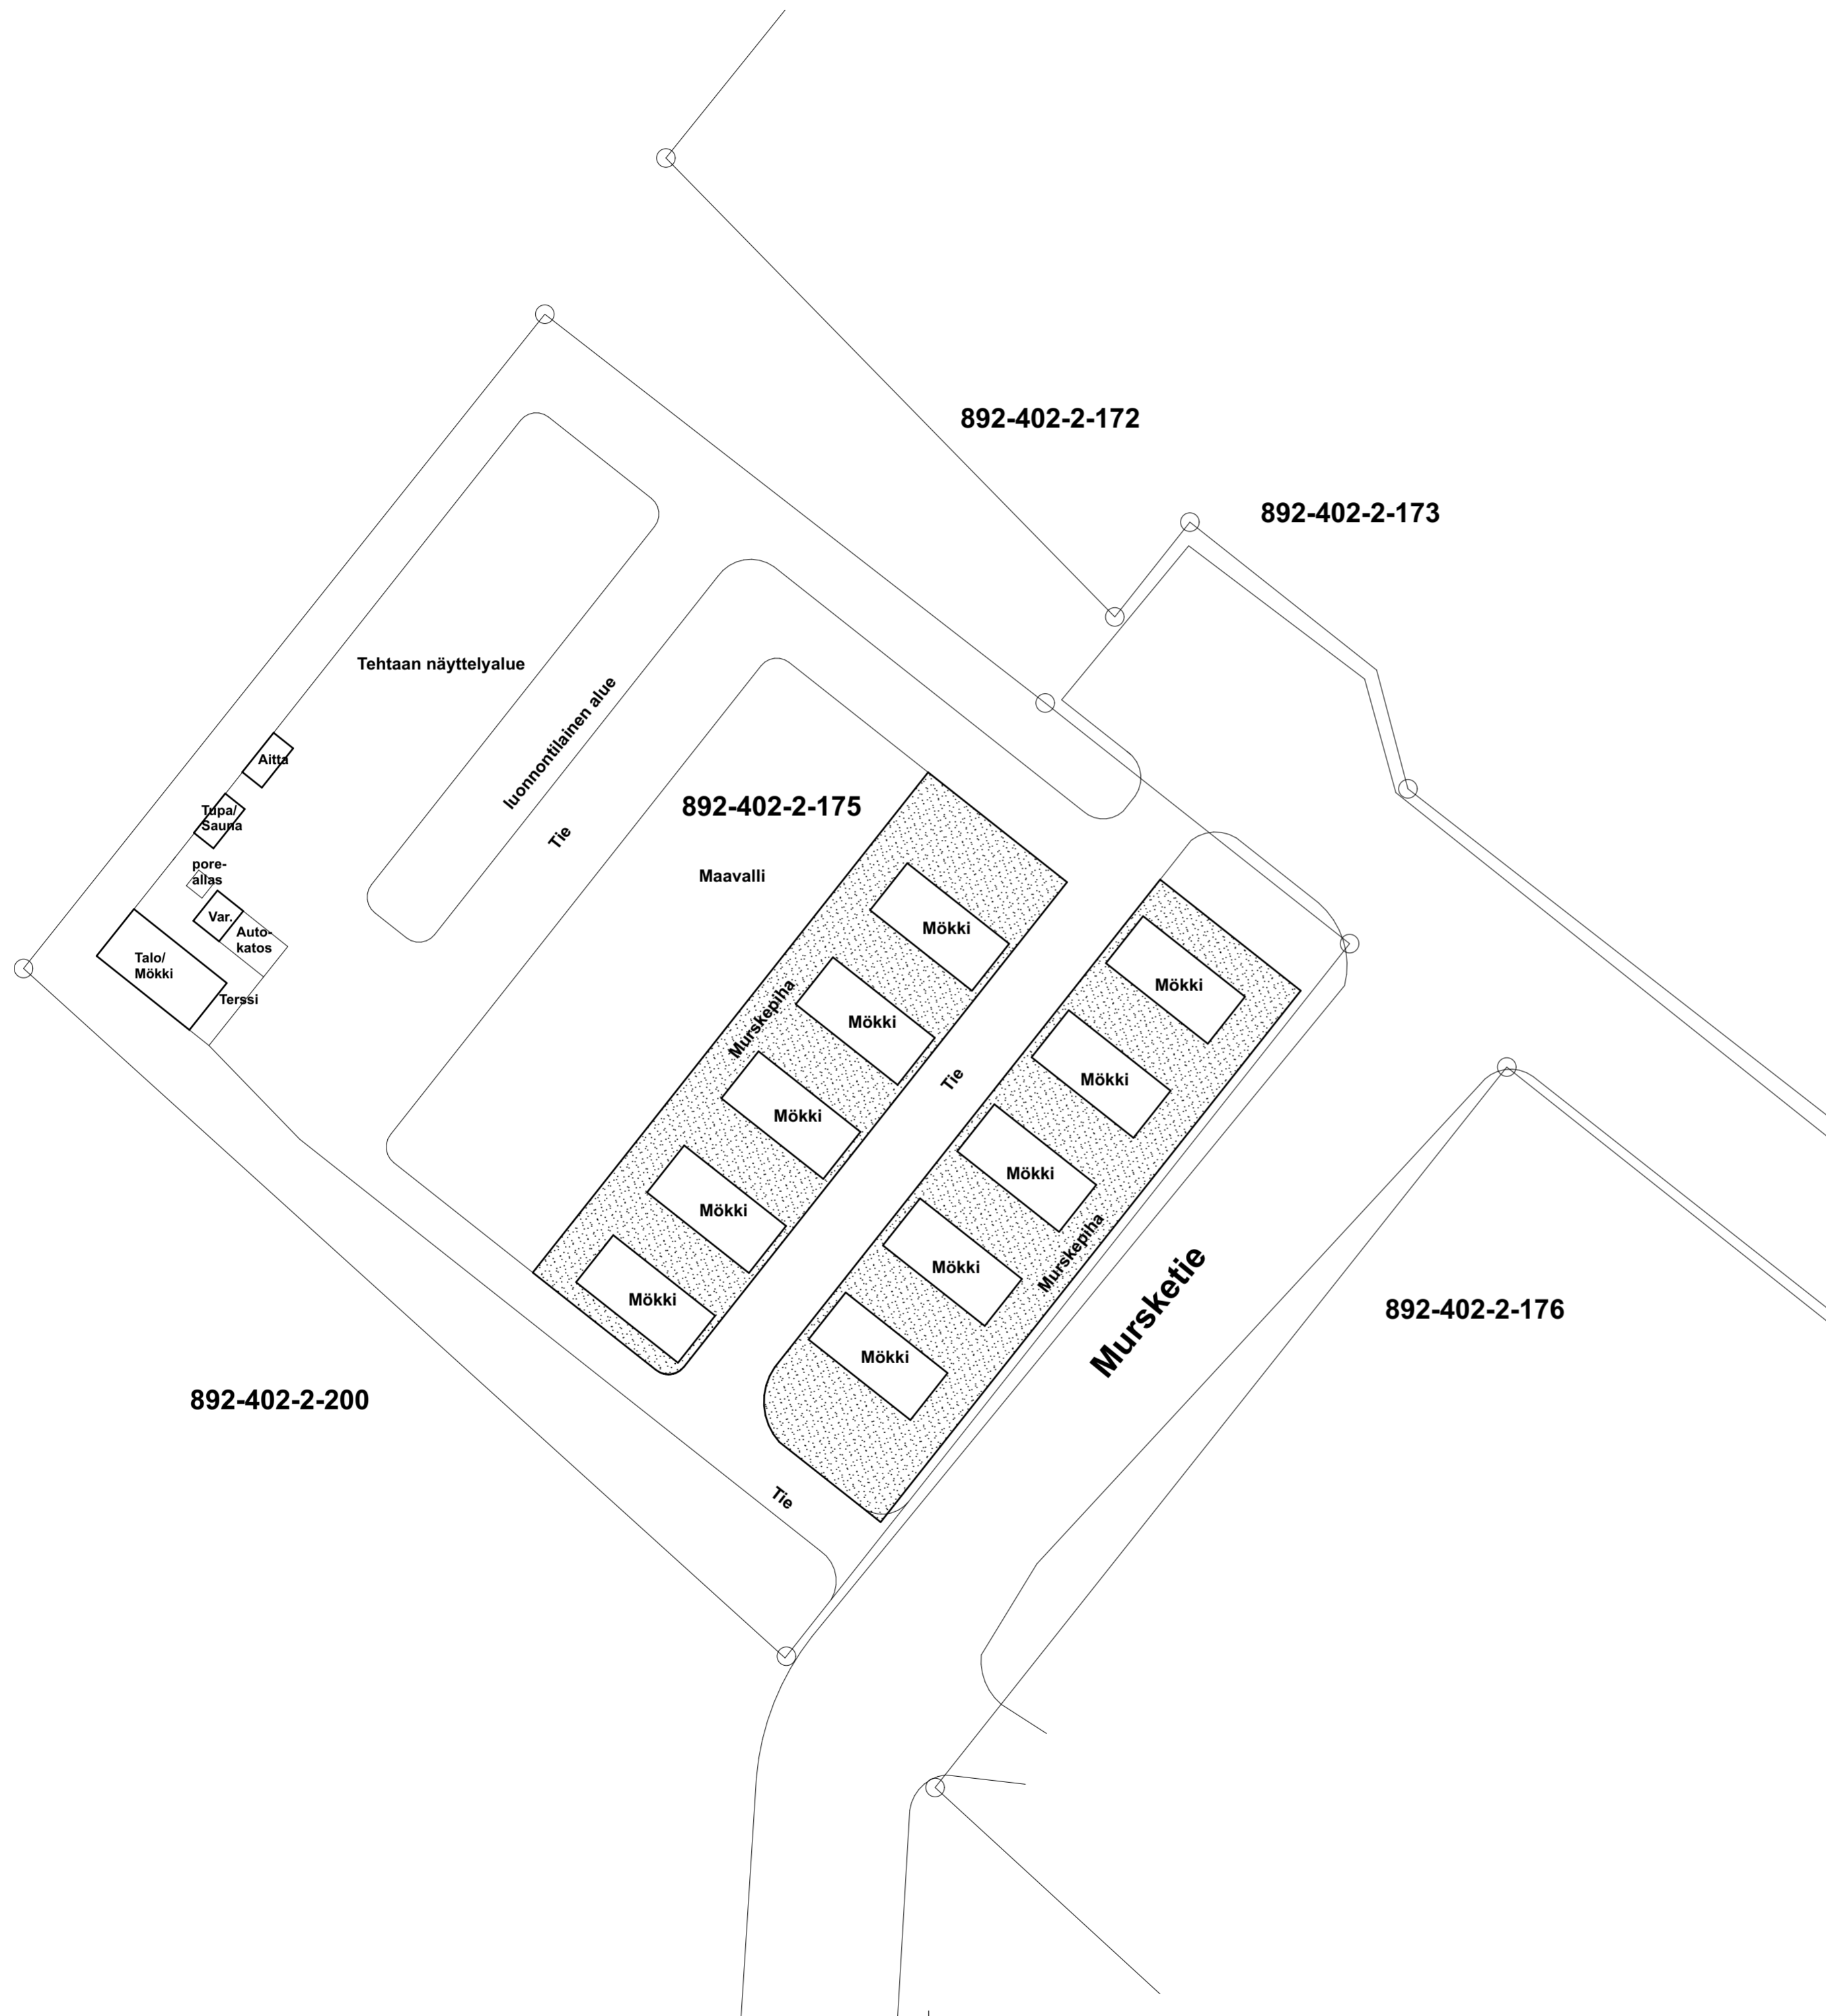 892-402-2-172
892-402-2-173
Tehtaan näyttelyalue
luonnontilainen alue
Aitta
Tupa/
Sauna
Tie
892-402-2-175
pore-
allas
Maavalli
Var.
Auto-
katos
Mökki
Talo/
Mökki
Terssi
Mökki
Murskepiha
Mökki
Tie
Mökki
Mökki
Mökki
Mökki
Mökki
Murskepiha
Mökki
Mökki
Mursketie
892-402-2-176
Mökki
892-402-2-200
Tie